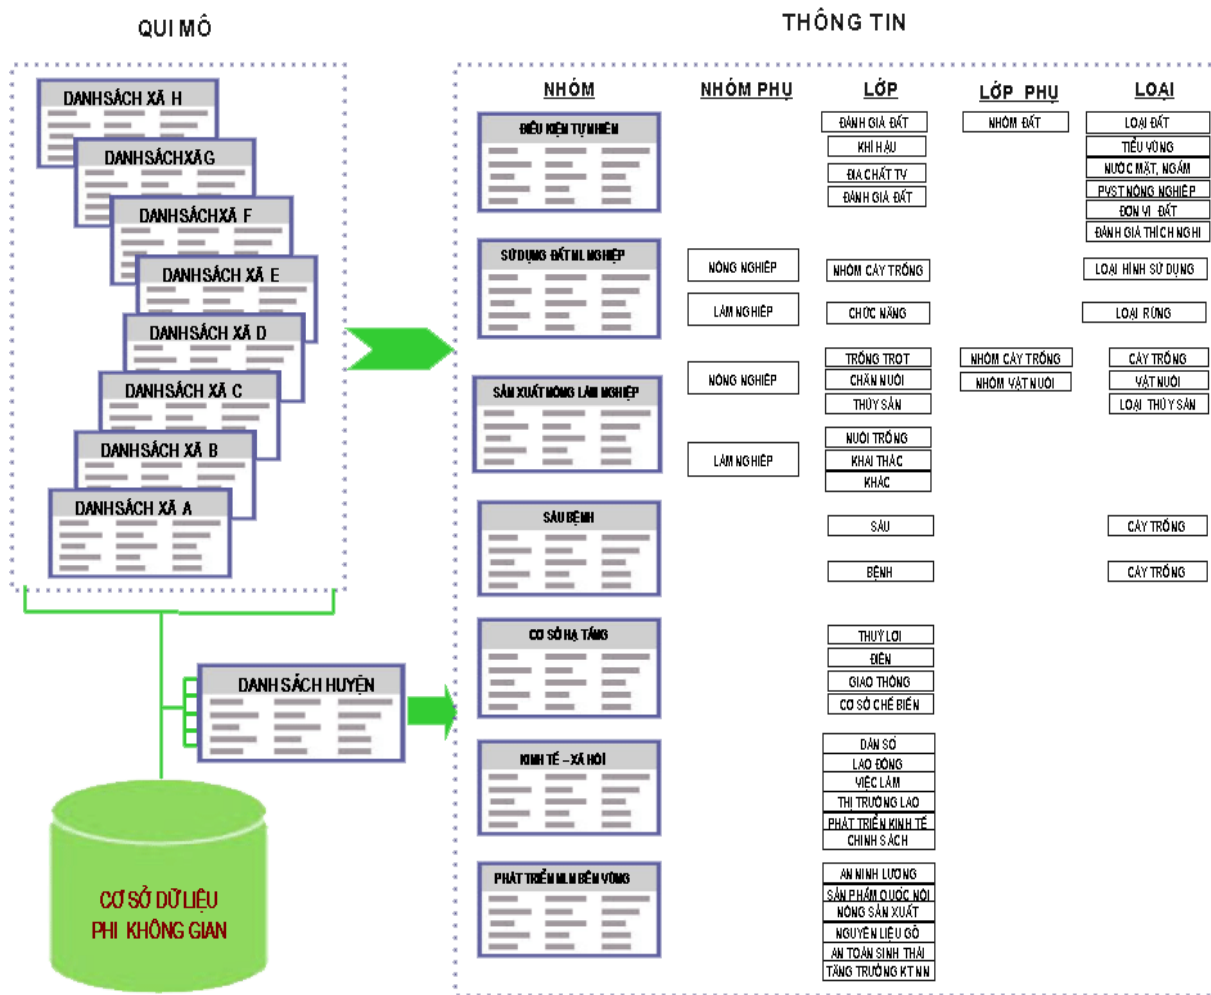 QUI MÔ
DANH SÁCH XÃ H
DANH SÁCH XÃ G
DANH SÁCH XÃ F
DANH SÁCH XÃ E
DANH SÁCH XÃ D
DANH SÁCH XÃ C
DANH SÁCH XÃ B
DANH SÁCH XÃ A
DANH SÁCH HUYỆN
CƠ SỞ DỮ LIỆU
PHI KHÔNG GIAN
THÔNG TIN
NHÓM
NHÓM PHỤ
LỚP
LỚP PHỤ
LOẠI
ĐIỀU KIỆN TỰ NHIÊN
ĐÁNH GIÁ ĐẤT
KHÍ HẬU
ĐỊA CHẤT TV
ĐÁNH GIÁ ĐẤT
NHÓM ĐẤT
LOẠI ĐẤT
TIỂU VÙNG
NƯỚC MẶT, NGẦM
PVST NÔNG NGHIỆP
ĐƠN VỊ ĐẤT
ĐÁNH GIÁ THÍCH NGHI
SỬ DỤNG ĐẤT NL NGHIỆP
NÔNG NGHIỆP
NHÓM CÂY TRỒNG
LOẠI HÌNH SỬ DỤNG
LÂM NGHIỆP
CHỨC NĂNG
LOẠI RỪNG
SẢN XUẤT NÔNG LÂM NGHIỆP
NÔNG NGHIỆP
TRỒNG TRỌT
CHĂN NUÔI
THỦY SẢN
NHÓM CÂY TRỒNG
NHÓM VẬT NUÔI
CÂY TRỒNG
VẬT NUÔI
LOẠI THỦY SẢN
LÂM NGHIỆP
NUÔI TRỒNG
KHAI THÁC
KHÁC
SÂU BỆNH
SÂU
CÂY TRỒNG
BỆNH
CÂY TRỒNG
CƠ SỞ HẠ TẦNG
THUỶ LỢI
ĐIỆN
GIAO THÔNG
CƠ SỞ CHẾ BIẾN
KINH TẾ – XÃ HỘI
DÂN SỐ
LAO ĐỘNG
VIỆC LÀM
THỊ TRƯỜNG LAO
PHÁT TRIỂN KINH TẾ
CHÍNH SÁCH
PHÁT TRIỂN NLN BỀN VỮNG
AN NINH LƯƠNG
SẢN PHẨM QUỐC NỘI
NÔNG SẢN XUẤT
NGUYÊN LIỆU GỖ
AN TOÀN SINH THÁI
TĂNG TRƯỞNG KT NN